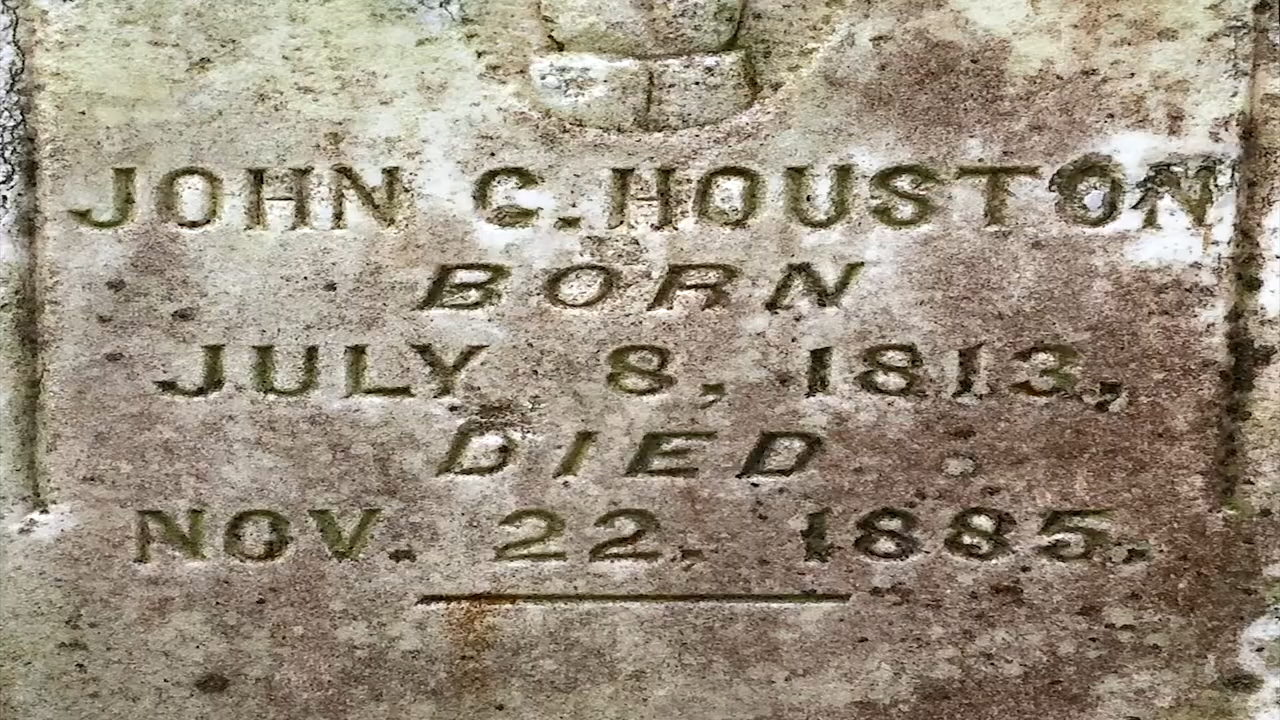 JOHN C. HOUSTON
BORN
JULY 8, 1813,
DIED
NOV. 22, 1885.